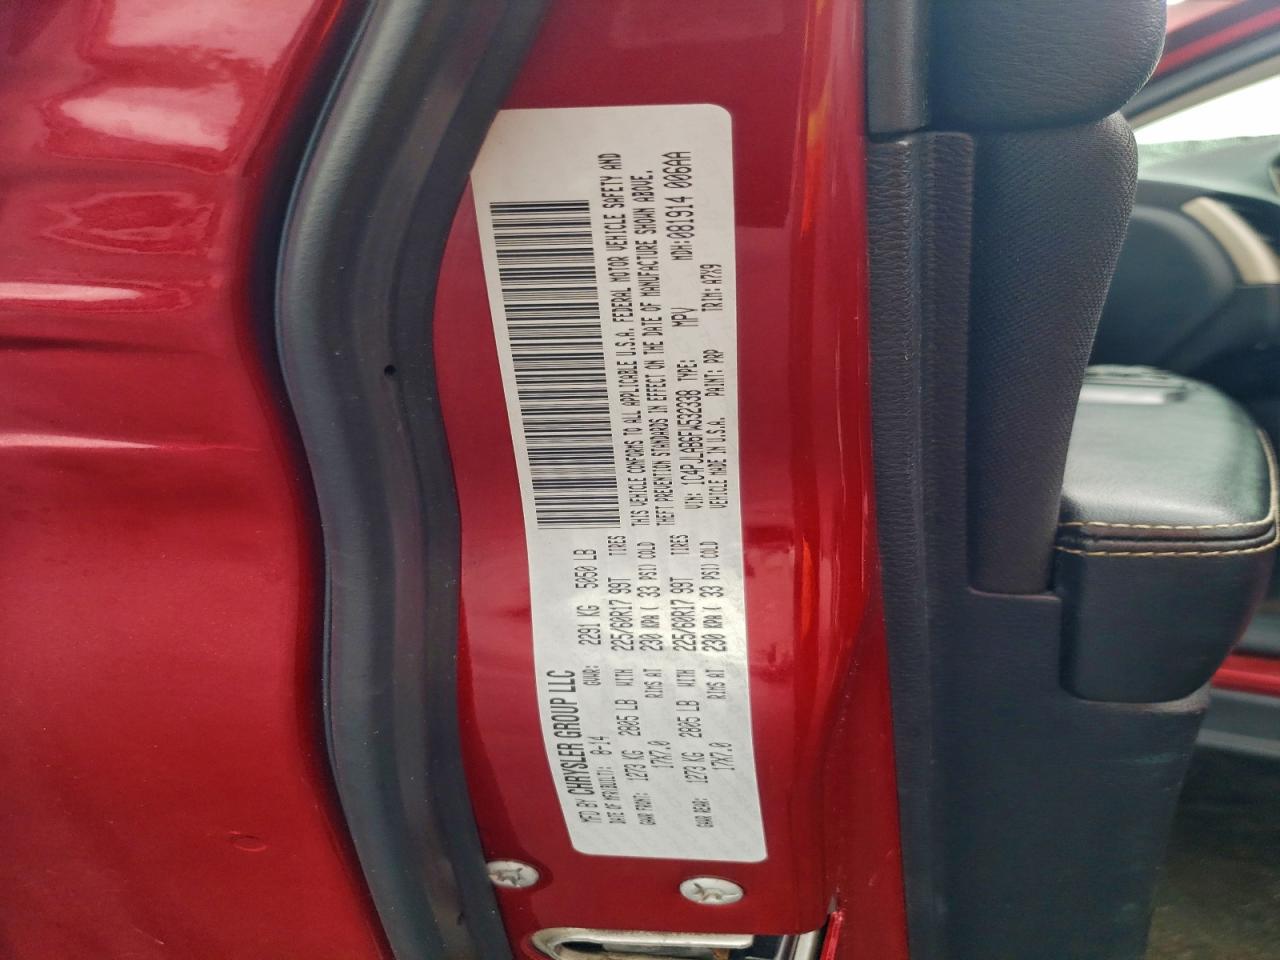 MFD BY CHRYSLER GROUP LLC
DATE OF MFR(BUILT): 8-14 GVWR: 2291 KG 5050 LB
GAWR FRONT: 1273 KG 2805 LB WITH 225/60R17 99T TIRES
17X7.0 RIMS AT 230 KPA( 33 PSI) COLD
GAWR REAR: 1273 KG 2805 LB WITH 225/60R17 99T TIRES
17X7.0 RIMS AT 230 KPA( 33 PSI) COLD
THIS VEHICLE CONFORMS TO ALL APPLICABLE U.S.A. FEDERAL MOTOR VEHICLE SAFETY AND
THEFT PREVENTION STANDARDS IN EFFECT ON THE DATE OF MANUFACTURE SHOWN ABOVE.
VIN: 1C4PJLAB6FW532338 TYPE: MPV MDH:081914 006AA
VEHICLE MADE IN U.S.A. PAINT: PRP TRIM: A7X9